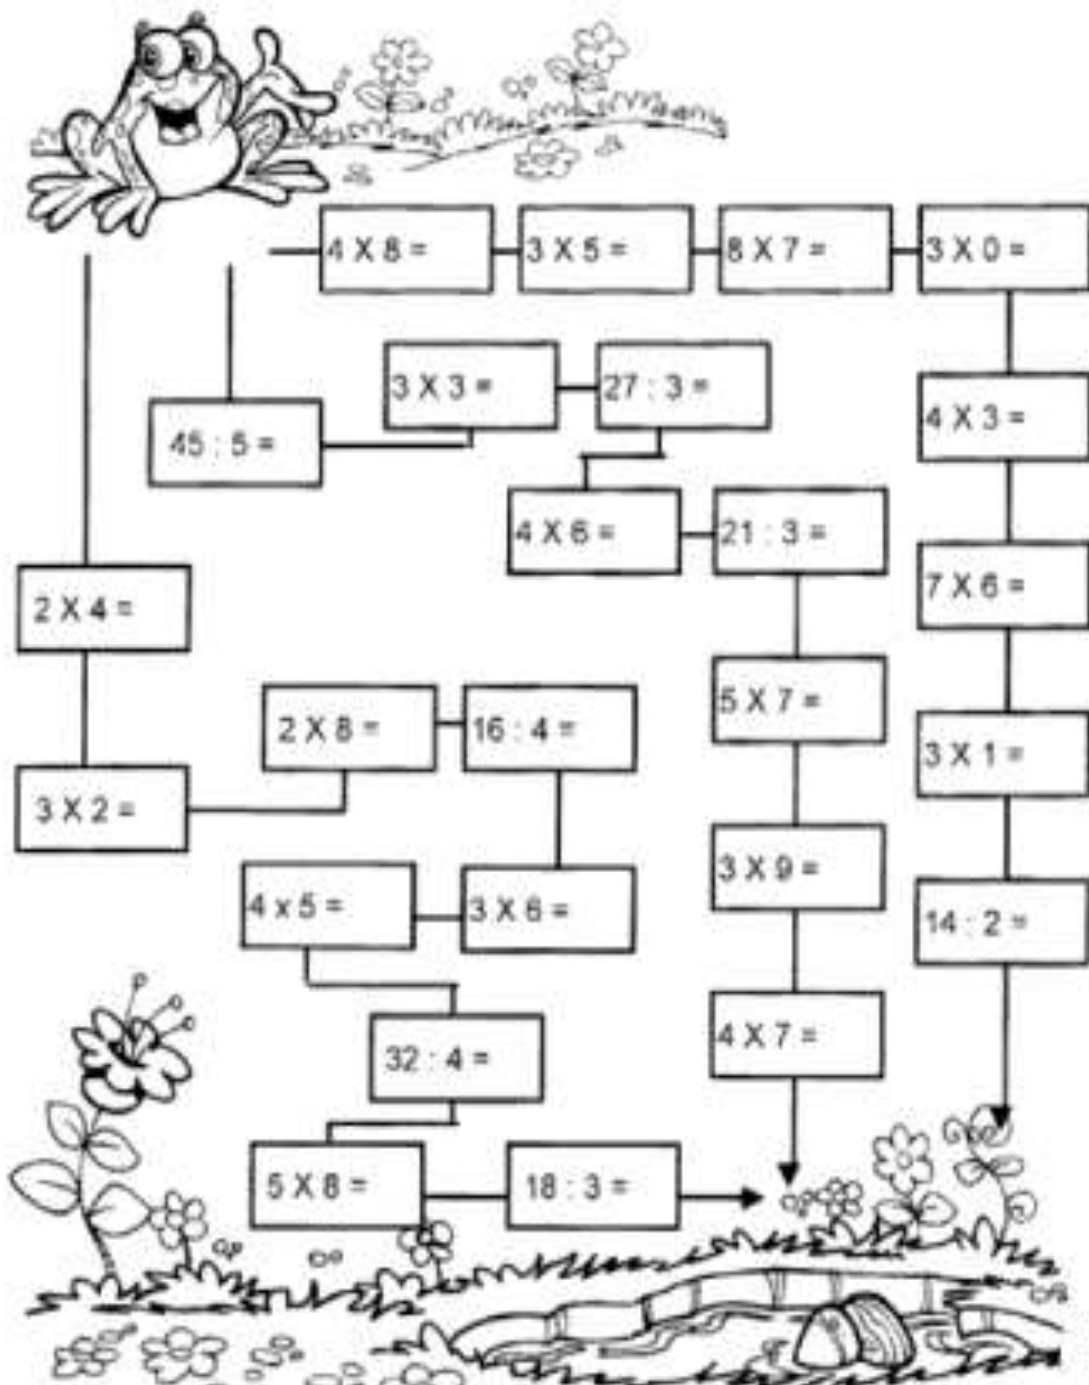 4 X 8 =
3 X 5 =
8 X 7 =
3 X 0 =
3 X 3 =
27 : 3 =
4 X 3 =
45 : 5 =
4 X 6 =
21 : 3 =
7 X 6 =
2 X 4 =
5 X 7 =
2 X 8 =
16 : 4 =
3 X 1 =
3 X 2 =
3 X 9 =
4 x 5 =
3 X 6 =
14 : 2 =
4 X 7 =
32 : 4 =
5 X 8 =
18 : 3 =